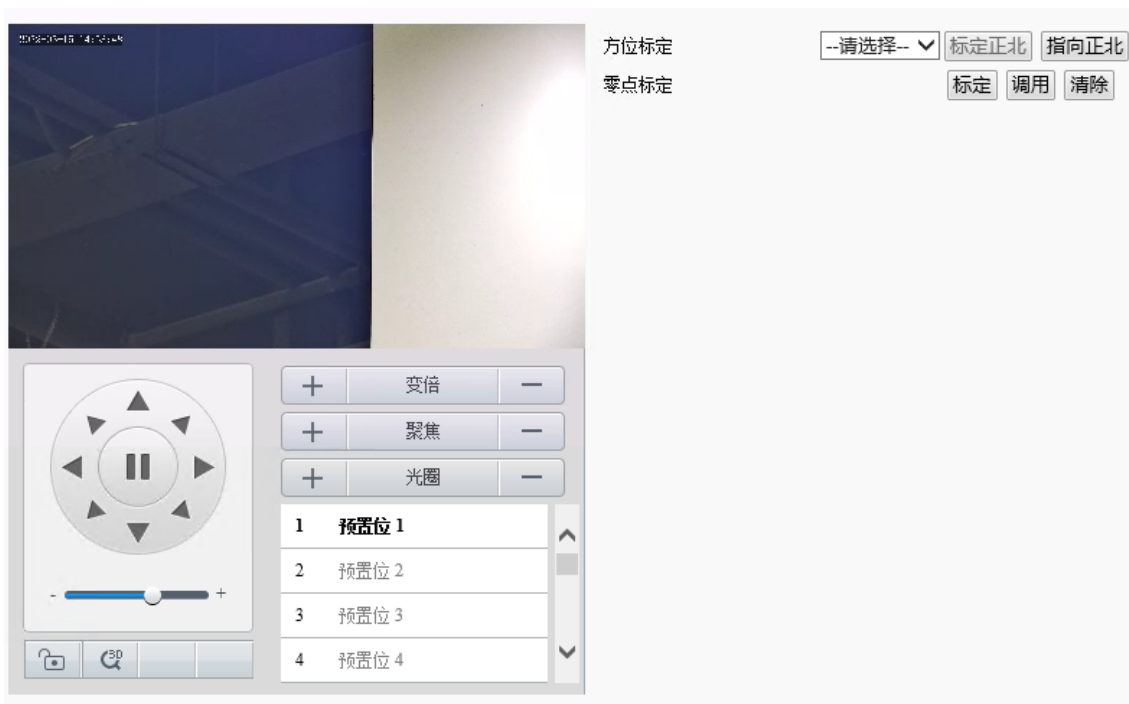 方位标定 --请选择-- 标定正北 指向正北
零点标定 标定 调用 清除
+ 变倍 —
+ 聚焦 —
+ 光圈 —
1 预置位 1
2 预置位 2
3 预置位 3
4 预置位 4
- +
3D